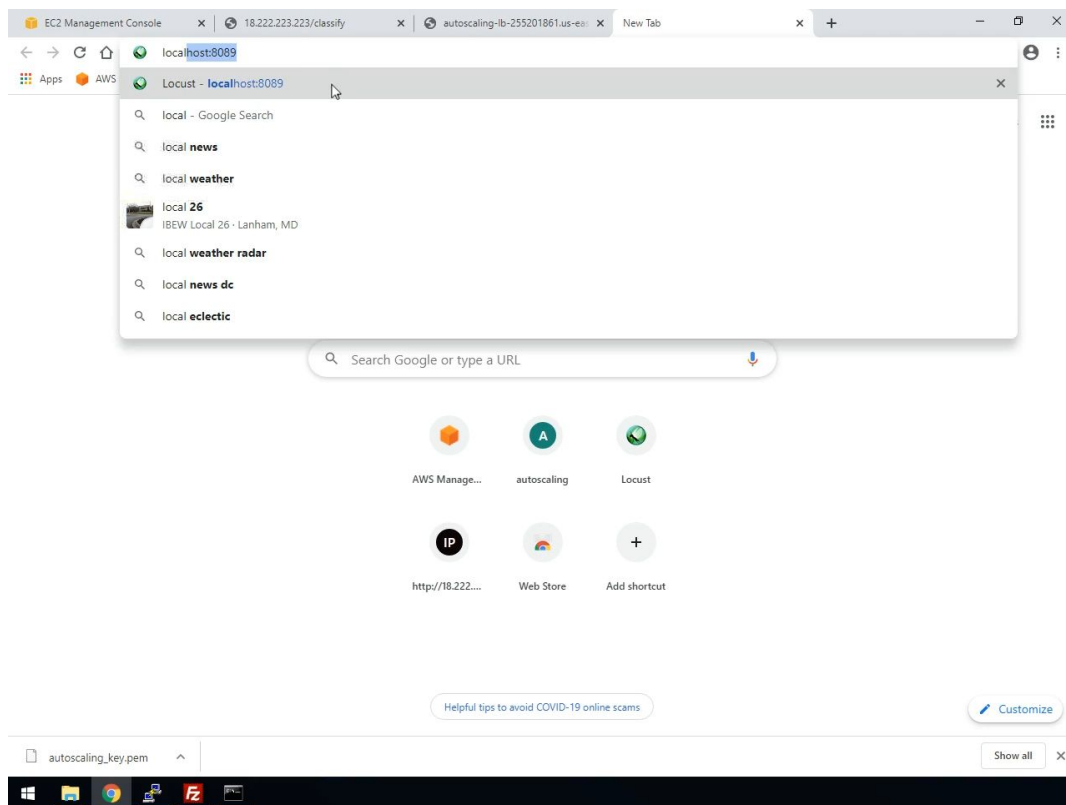 EC2 Management Console
18.222.223.223/classify
autoscaling-lb-255201861.us-eas
New Tab
localhost:8089
Apps
AWS
Locust - localhost:8089
local - Google Search
local news
local weather
local 26
IBEW Local 26 · Lanham, MD
local weather radar
local news dc
local eclectic
Search Google or type a URL
A
AWS Manage...
autoscaling
Locust
IP
http://18.222....
Web Store
Add shortcut
Helpful tips to avoid COVID-19 online scams
Customize
autoscaling_key.pem
Show all
Fz